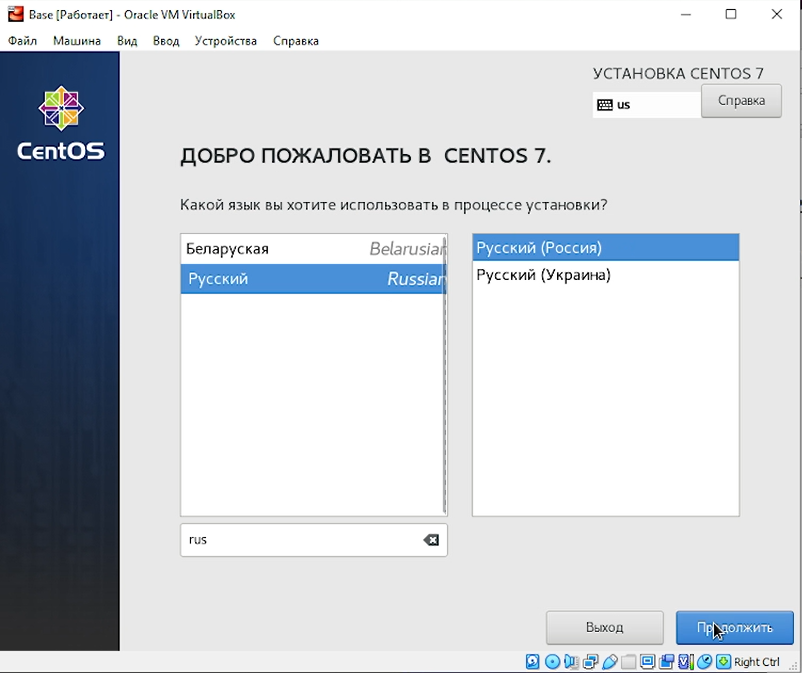 Base [Работает] - Oracle VM VirtualBox
Файл Машина Вид Ввод Устройства Справка
CentOS
УСТАНОВКА CENTOS 7
us
Справка
ДОБРО ПОЖАЛОВАТЬ В CENTOS 7.
Какой язык вы хотите использовать в процессе установки?
Беларуская Belarusian
Русский Russian
Русский (Россия)
Русский (Украина)
rus
Выход
Продолжить
Right Ctrl